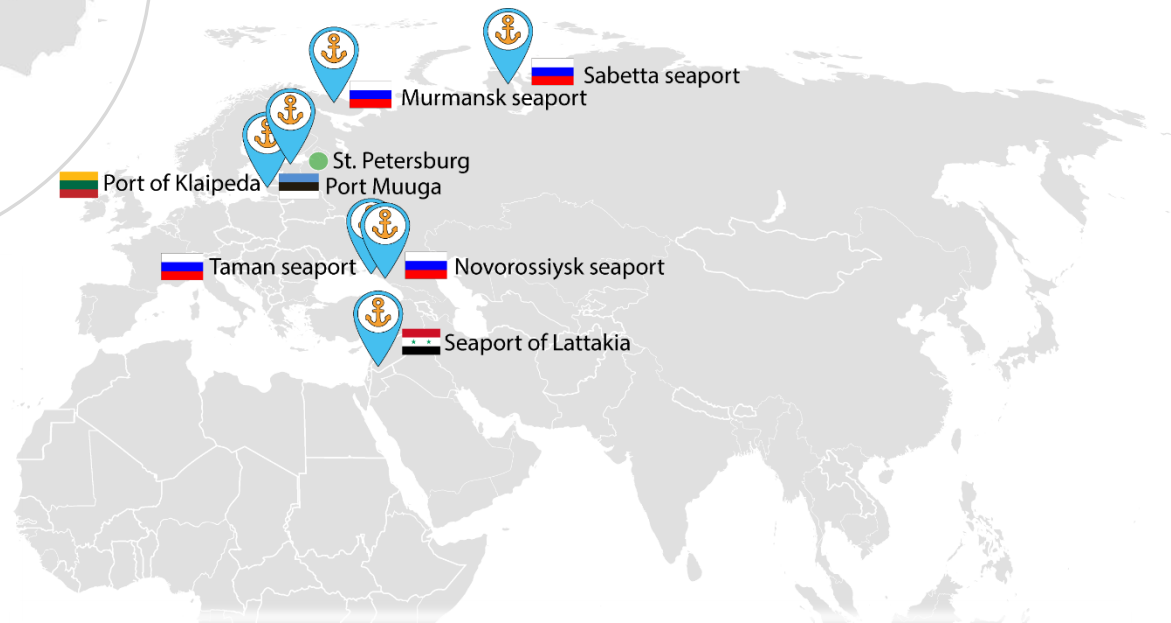 Sabetta seaport
Murmansk seaport
St. Petersburg
Port of Klaipeda
Port Muuga
Taman seaport
Novorossiysk seaport
Seaport of Lattakia